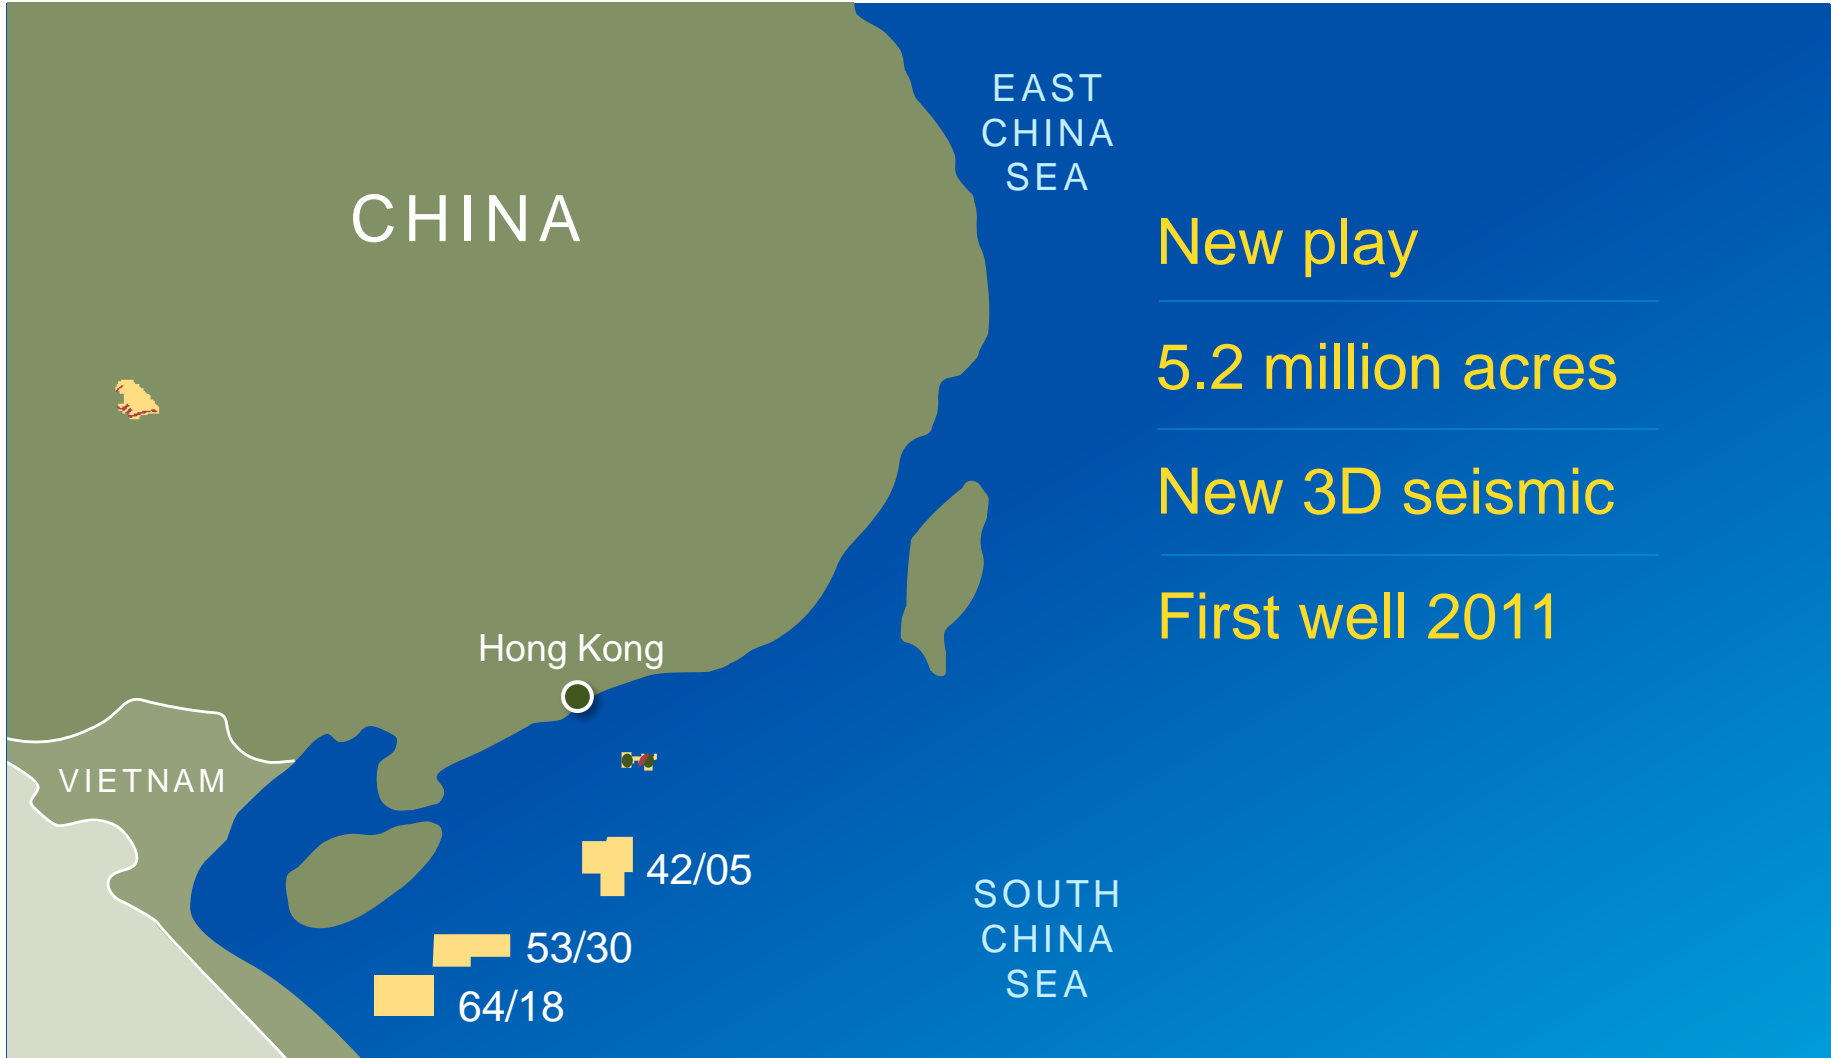 EAST
CHINA
SEA
CHINA
New play
5.2 million acres
New 3D seismic
First well 2011
Hong Kong
VIETNAM
42/05
53/30
64/18
SOUTH
CHINA
SEA